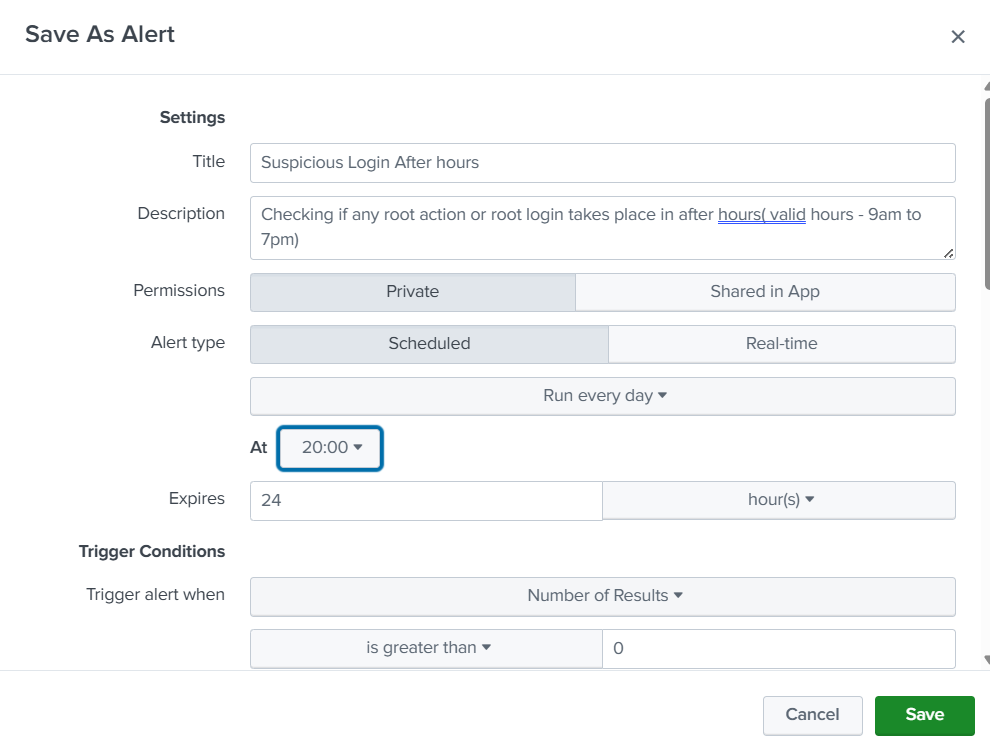 Save As Alert
Settings
Title
Suspicious Login After hours
Description
Checking if any root action or root login takes place in after hours( valid hours - 9am to
7pm)
Permissions
Private
Shared in App
Alert type
Scheduled
Real-time
Run every day
At
20:00
Expires
24
hour(s)
Trigger Conditions
Trigger alert when
Number of Results
is greater than
0
Cancel
Save